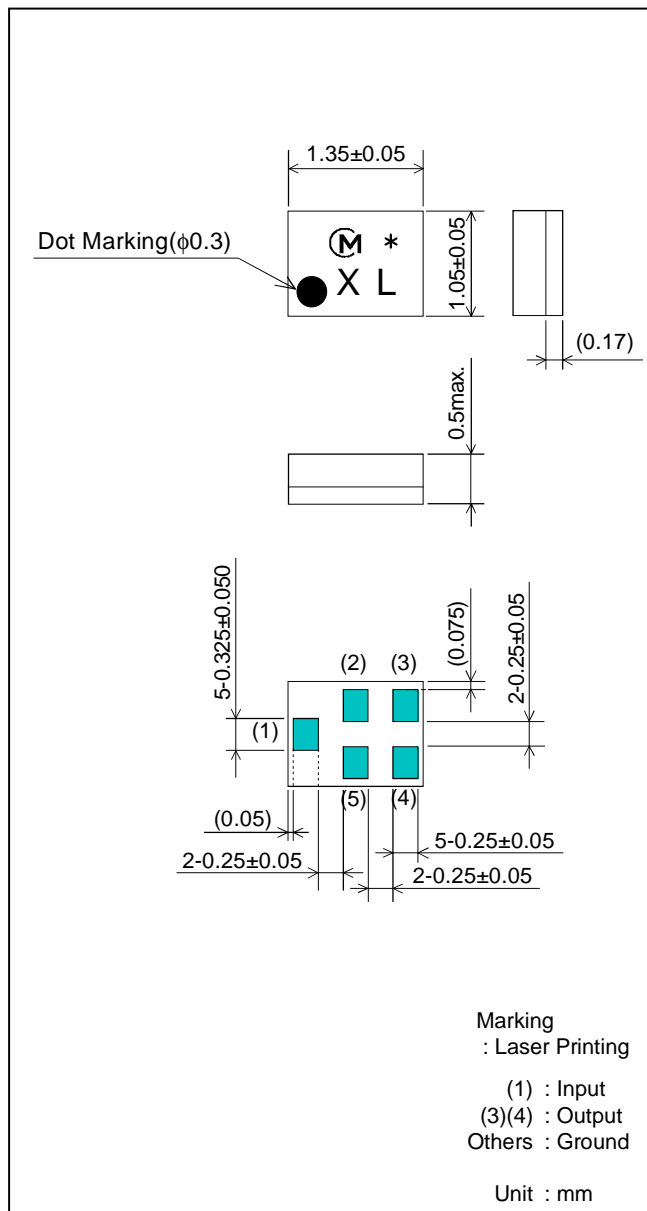 1.35±0.05
Dot Marking(ϕ0.3)
M *
X L
1.05±0.05
(0.17)
0.5max.
5-0.325±0.050
(0.075)
2-0.25±0.05
(2) (3)
(1)
(5) (4)
(0.05)
5-0.25±0.05
2-0.25±0.05
2-0.25±0.05
Marking
: Laser Printing
(1) : Input
(3)(4) : Output
Others : Ground
Unit : mm